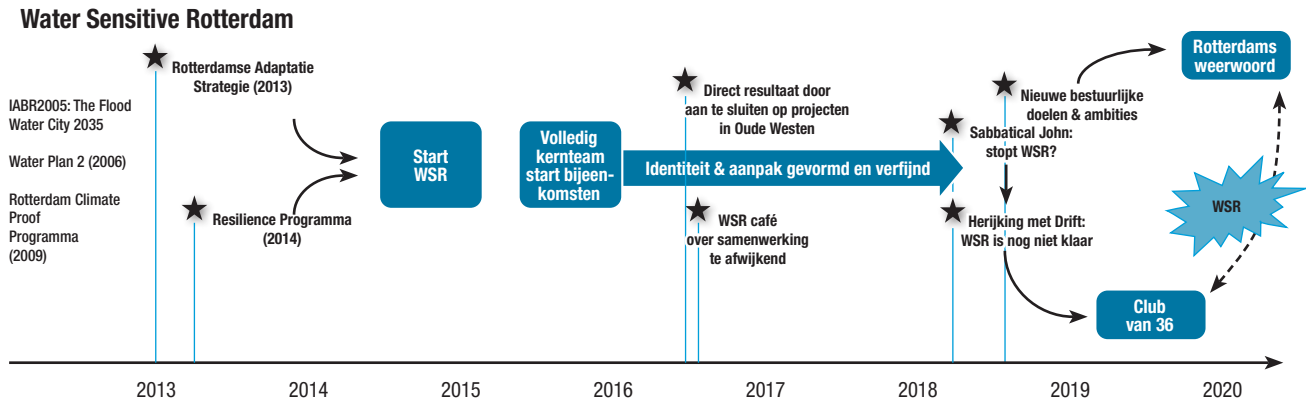 Water Sensitive Rotterdam
IABR2005: The Flood
Water City 2035
Water Plan 2 (2006)
Rotterdam Climate
Proof
Programma
(2009)
Rotterdamse Adaptatie
Strategie (2013)
Resilience Programma
(2014)
Start
WSR
Volledig
kernteam
start bijeen-
komsten
Identiteit & aanpak gevormd en verfijnd
Direct resultaat door
aan te sluiten op projecten
in Oude Westen
WSR café
over samenwerking
te afwijkend
Sabbatical John:
stopt WSR?
Herijking met Drift:
WSR is nog niet klaar
Nieuwe bestuurlijke
doelen & ambities
Rotterdams
weerwoord
WSR
Club
van 36
2013
2014
2015
2016
2017
2018
2019
2020